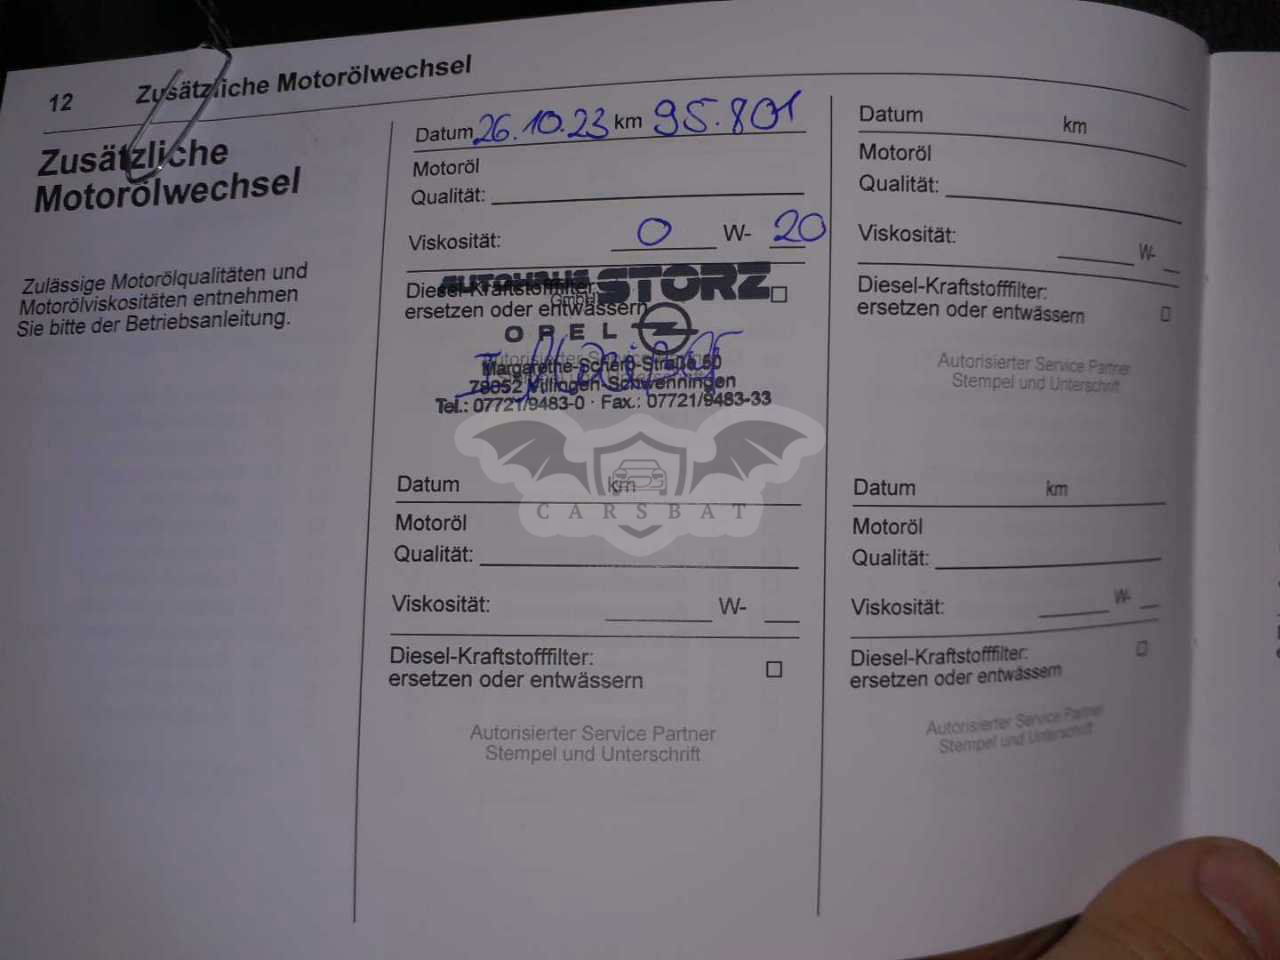 12 Zusätzliche Motorölwechsel
Zusätzliche
Motorölwechsel
Zulässige Motorölqualitäten und
Motorölviskositäten entnehmen
Sie bitte der Betriebsanleitung.
Datum 26.10.23 km 95.801
Motoröl
Qualität:
Viskosität: 0 W- 20
AUTOHAUS STORZ
GmbH
Diesel-Kraftstofffilter:
ersetzen oder entwässern
OPEL
Autorisierter Service
Margarethe-Scherb-Straße 50
78052 Villingen-Schwenningen
Tel.: 07721/9483-0 · Fax.: 07721/9483-33
Datum km
Motoröl
Qualität:
Viskosität: W-
Diesel-Kraftstofffilter:
ersetzen oder entwässern
Autorisierter Service Partner
Stempel und Unterschrift
Datum km
Motoröl
Qualität:
Viskosität: W-
Diesel-Kraftstofffilter:
ersetzen oder entwässern
Autorisierter Service Partner
Stempel und Unterschrift
Datum km
Motoröl
Qualität:
Viskosität: W-
Diesel-Kraftstofffilter:
ersetzen oder entwässern
Autorisierter Service Partner
Stempel und Unterschrift
CARSBAT